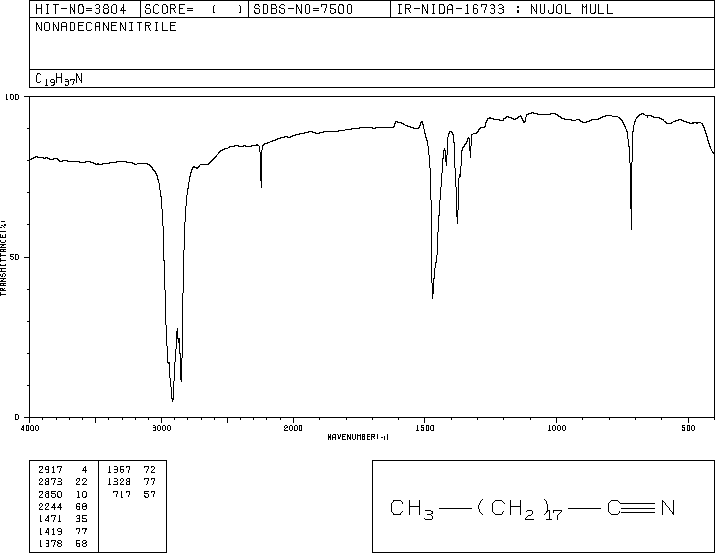 HIT-NO=3804 SCORE= ( ) SDBS-NO=7500 IR-NIDA-16733 : NUJOL MULL
NONADECANENITRILE
C19H37N
100
50
0
TRANSMITTANCE(%)
4000 3000 2000 1500 1000 500
WAVENUMBER(-1)
2917 4 1367 72
2873 22 1328 77
2850 10 717 57
2244 68
1471 35
1419 77
1378 68
CH3—(CH2)17—C≡N